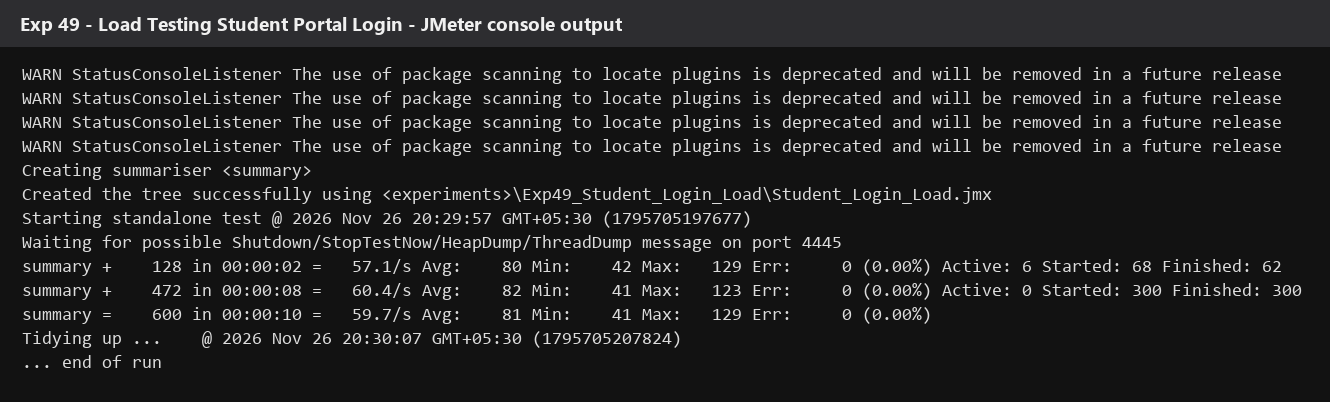 Exp 49 - Load Testing Student Portal Login - JMeter console output
WARN StatusConsoleListener The use of package scanning to locate plugins is deprecated and will be removed in a future release
WARN StatusConsoleListener The use of package scanning to locate plugins is deprecated and will be removed in a future release
WARN StatusConsoleListener The use of package scanning to locate plugins is deprecated and will be removed in a future release
WARN StatusConsoleListener The use of package scanning to locate plugins is deprecated and will be removed in a future release
Creating summariser <summary>
Created the tree successfully using <experiments>\Exp49_Student_Login_Load\Student_Login_Load.jmx
Starting standalone test @ 2026 Nov 26 20:29:57 GMT+05:30 (1795705197677)
Waiting for possible Shutdown/StopTestNow/HeapDump/ThreadDump message on port 4445
summary +    128 in 00:00:02 =   57.1/s Avg:    80 Min:    42 Max:   129 Err:     0 (0.00%) Active: 6 Started: 68 Finished: 62
summary +    472 in 00:00:08 =   60.4/s Avg:    82 Min:    41 Max:   123 Err:     0 (0.00%) Active: 0 Started: 300 Finished: 300
summary =    600 in 00:00:10 =   59.7/s Avg:    81 Min:    41 Max:   129 Err:     0 (0.00%)
Tidying up ...    @ 2026 Nov 26 20:30:07 GMT+05:30 (1795705207824)
... end of run